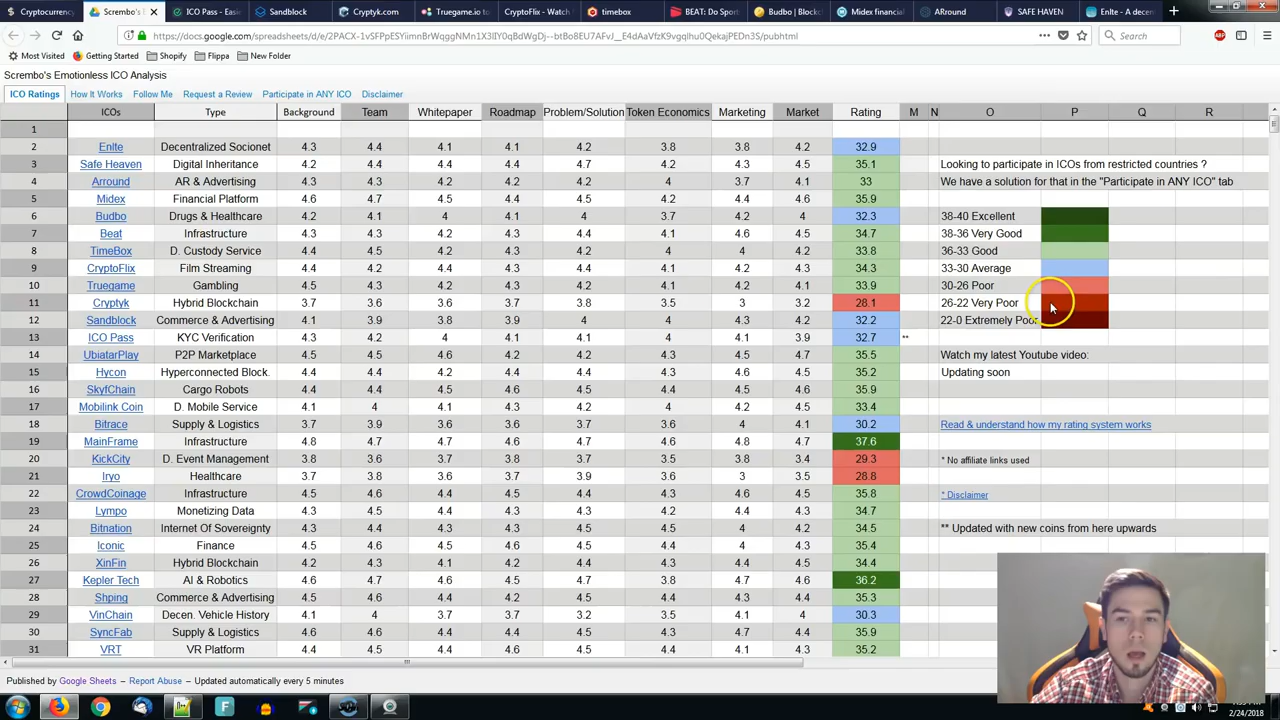 Cryptocurrency
Scrembo's Emotionless ICO
ICO Pass - Easi
Sandblock
Cryptyk.com
Truegame.io to
CryptoFlix - Watch
timebox
BEAT: Do Sport
Budbo | Blockch
Midex financial
ARround
SAFE HAVEN
Enlte - A decen
https://docs.google.com/spreadsheets/d/e/2PACX-1vSFPpESYiimnBrWqggNMn1X3llY0qBdWgDj--btBo8EU7AFvJ__E4dAaVfzK9vgqlhu0QekajPEDn3S/pubhtml
Search
Most Visited
Getting Started
Shopify
Flippa
New Folder
Scrembo's Emotionless ICO Analysis
ICO Ratings How It Works Follow Me Request a Review Participate in ANY ICO Disclaimer
ICOs Type Background Team Whitepaper Roadmap Problem/Solution Token Economics Marketing Market Rating M N O P Q R
1
2 Enlte Decentralized Socionet 4.3 4.4 4.1 4.1 4.2 3.8 3.8 4.2 32.9
3 Safe Heaven Digital Inheritance 4.2 4.3 4.4 4.4 4.7 4.2 4.3 4.5 35.1 Looking to participate in ICOs from restricted countries ?
4 Arround AR & Advertising 4.3 4.3 4.2 4.2 4.2 4 3.7 4.1 33 We have a solution for that in the "Participate in ANY ICO" tab
5 Midex Financial Platform 4.6 4.7 4.5 4.4 4.4 4.3 4.4 4.6 35.9
6 Budbo Drugs & Healthcare 4.2 4.1 4 4.1 4 3.7 4.2 4 32.3 38-40 Excellent
7 Beat Infrastructure 4.3 4.3 4.2 4.3 4.4 4.1 4.6 4.5 34.7 38-36 Very Good
8 TimeBox D. Custody Service 4.4 4.5 4.2 4.4 4.2 4 4 4.1 33.8 36-33 Good
9 CryptoFlix Film Streaming 4.4 4.2 4.4 4.3 4.4 4.1 4.2 4.3 34.3 33-30 Average
10 Truegame Gambling 4.5 4.3 4.2 4.4 4.2 4 4.2 4.1 33.9 30-26 Poor
11 Cryptyk Hybrid Blockchain 3.7 3.6 3.6 3.7 3.8 3.5 3 3.2 28.1 26-22 Very Poor
12 Sandblock Commerce & Advertising 4.1 3.9 3.9 4.3 4 4 4.2 3.8 32.2 22-0 Extremely Poor
13 ICO Pass KYC Verification 4.3 4.2 4 4.1 4.1 4 4.1 3.9 32.7 **
14 UbiatarPlay P2P Marketplace 4.5 4.5 4.6 4.2 4.2 4.3 4.5 4.7 35.5 Watch my latest Youtube video:
15 Hycon Hyperconnected Block. 4.4 4.2 4.3 4.5 4.4 4.3 4.6 4.5 35.2 Updating soon
16 SkyfChain Cargo Robots 4.4 4.4 4.5 4.6 4.5 4.4 4.5 4.6 35.9
17 Mobilink Coin D. Mobile Service 4.1 4 4.1 4.3 4.2 4 4.2 4.5 33.4
18 Bitrace Supply & Logistics 3.7 3.9 3.6 3.6 3.7 3.6 4 4.1 30.2 Read & understand how my rating system works
19 MainFrame Infrastructure 4.8 4.7 4.7 4.6 4.7 4.6 4.8 4.7 37.6
20 KickCity D. Event Management 3.8 3.6 3.6 3.7 3.8 3.5 3.8 3.4 29.3 * No affiliate links used
21 Iryo Healthcare 3.7 3.8 3.6 3.7 3.9 3.6 3 3.5 28.8
22 CrowdCoinage Infrastructure 4.5 4.6 4.4 4.5 4.4 4.3 4.6 4.5 35.8 * Disclaimer
23 Lympo Monetizing Data 4.5 4.3 4.2 4.4 4.3 4.2 4.5 4.3 34.7
24 Bitnation Internet Of Sovereignty 4.3 4.4 4.3 4.3 4.5 4.5 4 4.2 34.5 ** Updated with new coins from here upwards
25 Iconic Finance 4.5 4.6 4.5 4.6 4.5 4.4 4 4.3 35.4
26 XinFin Hybrid Blockchain 4.2 4.3 4.4 4.5 4.3 4.2 4.2 4.3 34.4
27 Kepler Tech AI & Robotics 4.6 4.7 4.6 4.5 4.7 3.8 4.7 4.6 36.2
28 Shping Commerce & Advertising 4.3 4.5 4.4 4.5 4.5 4.4 4.3 4.4 35.3
29 VinChain Decen. Vehicle History 4.1 4 3.7 3.7 3.2 3.5 4.1 4 30.3
30 SyncFab Supply & Logistics 4.6 4.6 4.4 4.4 4.5 4.3 4.7 4.4 35.9
31 VRT VR Platform 4.4 4.5 4.4 4.6 4.5 4.4 4.1 4.3 35.2
Published by Google Sheets – Report Abuse – Updated automatically every 5 minutes
2/24/2018